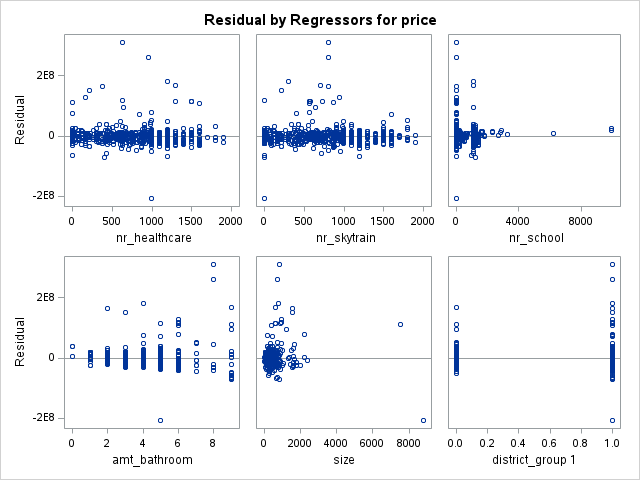 Residual by Regressors for price
Residual
2E8
0
-2E8
0 500 1000 1500 2000
nr_healthcare
0 500 1000 1500 2000
nr_skytrain
0 4000 8000
nr_school
Residual
2E8
0
-2E8
0 2 4 6 8
amt_bathroom
0 2000 4000 6000 8000
size
0.0 0.2 0.4 0.6 0.8 1.0
district_group 1